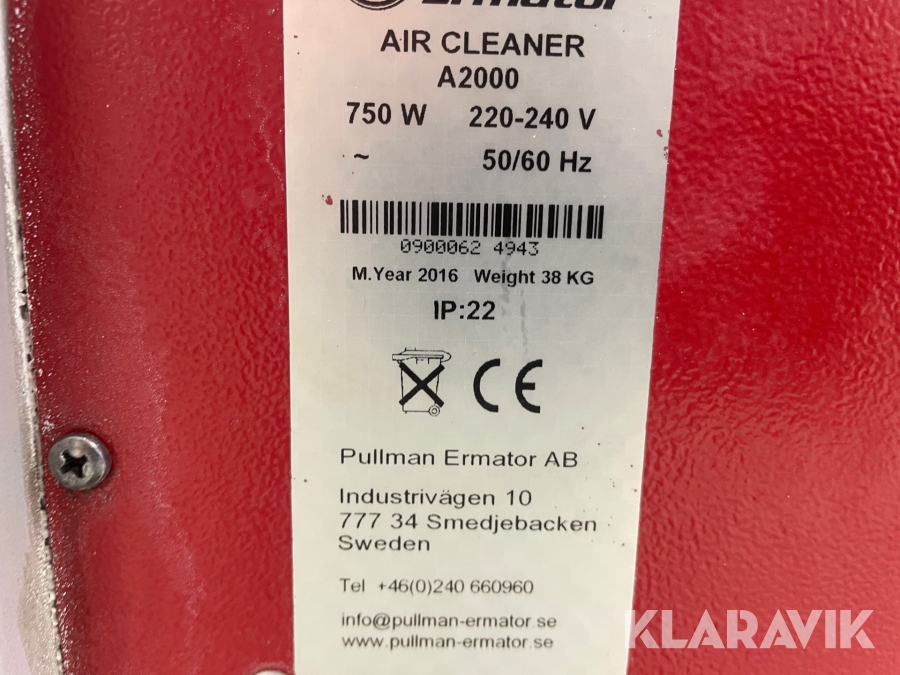 Ermator
AIR CLEANER
A2000
750 W 220-240 V
~ 50/60 Hz
0900062 4943
M.Year 2016 Weight 38 KG
IP:22
CE
Pullman Ermator AB
Industrivägen 10
777 34 Smedjebacken
Sweden
Tel +46(0)240 660960
info@pullman-ermator.se
www.pullman-ermator.se
KLARAVIK